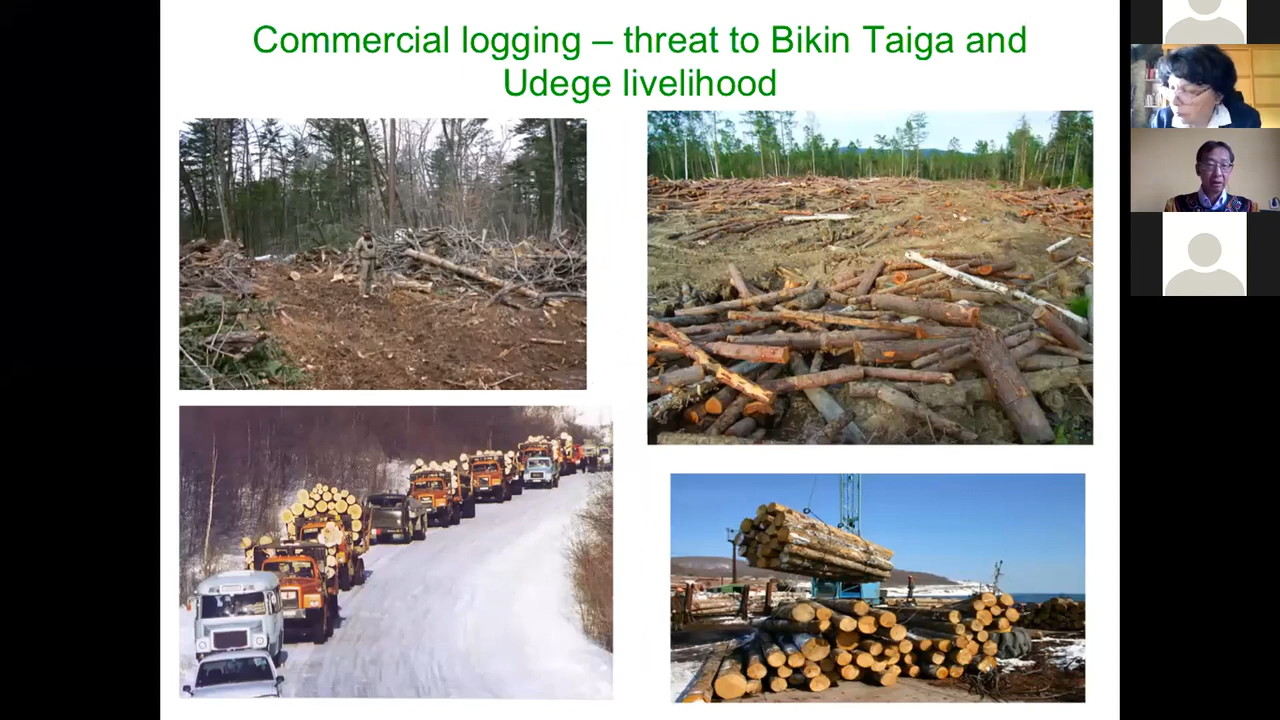 Commercial logging – threat to Bikin Taiga and
Udege livelihood